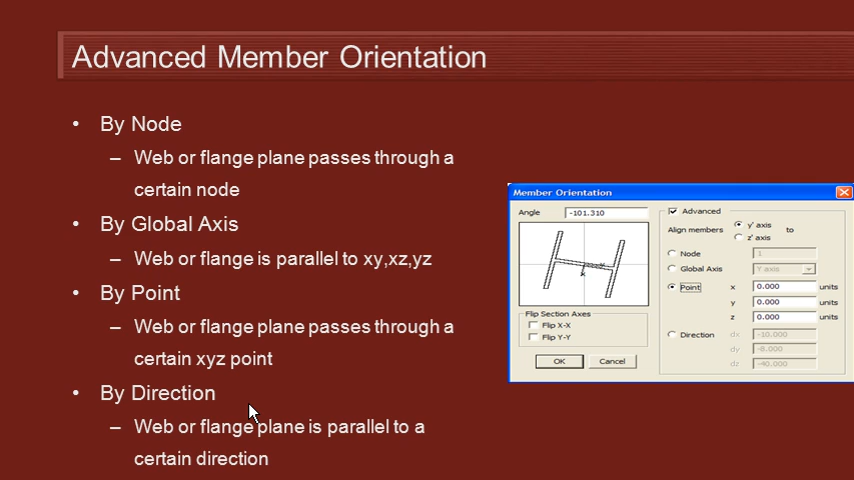 Advanced Member Orientation
• By Node
– Web or flange plane passes through a
certain node
• By Global Axis
– Web or flange is parallel to xy,xz,yz
• By Point
– Web or flange plane passes through a
certain xyz point
• By Direction
– Web or flange plane is parallel to a
certain direction
Member Orientation
Angle -101.310
Advanced
Align members y' axis to
z' axis
Node 1
Global Axis Y axis
Point x 0.000 units
y 0.000 units
z 0.000 units
Direction dx -10.000
dy -8.000
dz -40.000
Flip Section Axes
Flip X-X
Flip Y-Y
OK Cancel